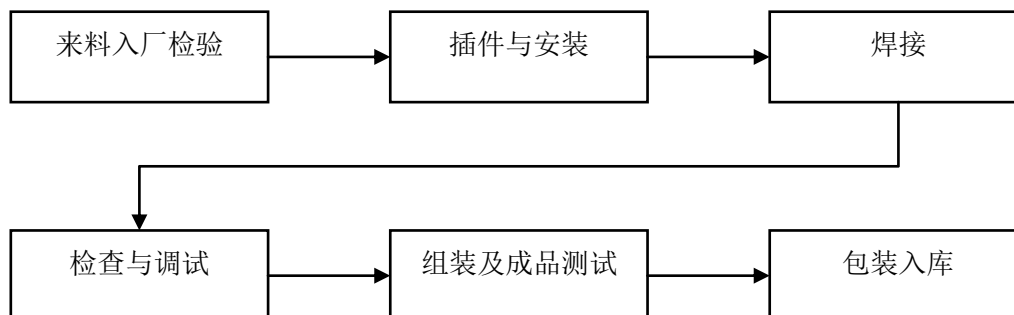 来料入厂检验
插件与安装
焊接
检查与调试
组装及成品测试
包装入库